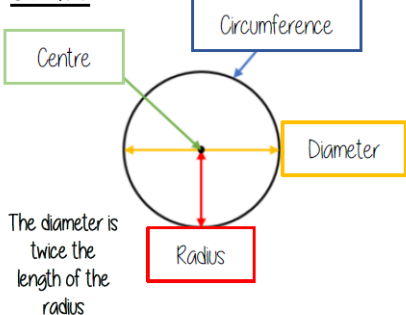 Circumference
Centre
Diameter
The diameter is
twice the
length of the
radius
Radius